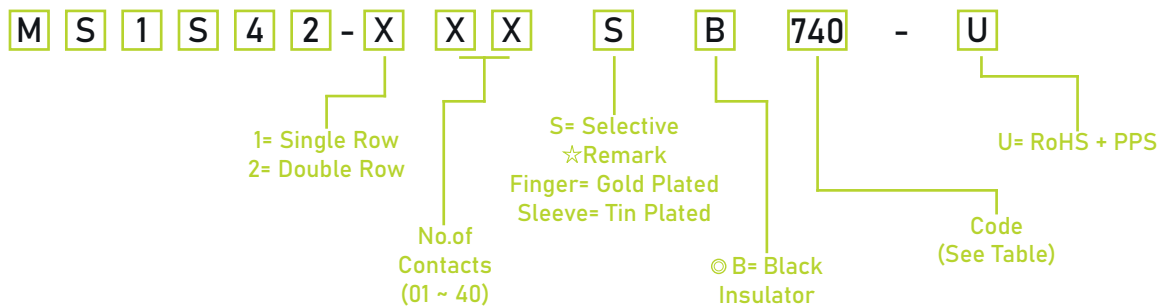 M S 1 S 4 2 - X X X S B 740 - U
1= Single Row
2= Double Row
No.of
Contacts
(01 ~ 40)
S= Selective
☆Remark
Finger= Gold Plated
Sleeve= Tin Plated
◎ B= Black
Insulator
Code
(See Table)
U= RoHS + PPS